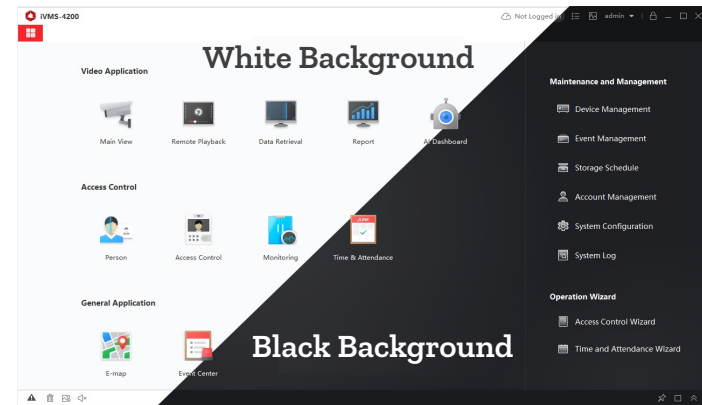 iVMS-4200
Not Logged in
admin
White Background
Video Application
Main View
Remote Playback
Data Retrieval
Report
AI Dashboard
Access Control
Person
Access Control
Monitoring
JUNE
Time & Attendance
General Application
E-map
Event Center
Black Background
Maintenance and Management
Device Management
Event Management
Storage Schedule
Account Management
System Configuration
System Log
Operation Wizard
Access Control Wizard
Time and Attendance Wizard